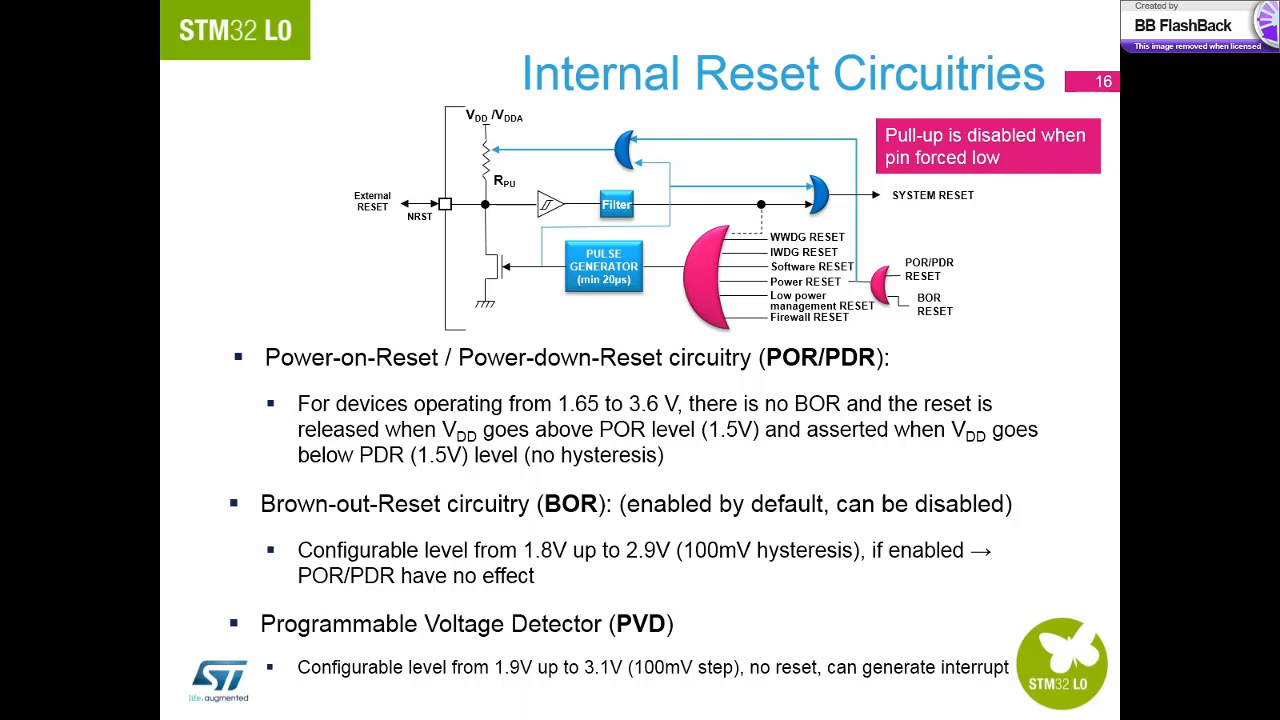 STM32 L0
Created by
BB FlashBack
This image removed when licensed
Internal Reset Circuitries
16
VDD /VDDA
Pull-up is disabled when
pin forced low
RPU
External
RESET
NRST
Filter
SYSTEM RESET
PULSE
GENERATOR
(min 20µs)
WWDG RESET
IWDG RESET
Software RESET
Power RESET
Low power
management RESET
Firewall RESET
POR/PDR
RESET
BOR
RESET
▪ Power-on-Reset / Power-down-Reset circuitry (POR/PDR):
▪ For devices operating from 1.65 to 3.6 V, there is no BOR and the reset is
released when VDD goes above POR level (1.5V) and asserted when VDD goes
below PDR (1.5V) level (no hysteresis)
▪ Brown-out-Reset circuitry (BOR): (enabled by default, can be disabled)
▪ Configurable level from 1.8V up to 2.9V (100mV hysteresis), if enabled →
POR/PDR have no effect
▪ Programmable Voltage Detector (PVD)
▪ Configurable level from 1.9V up to 3.1V (100mV step), no reset, can generate interrupt
ST
life.augmented
STM32 L0